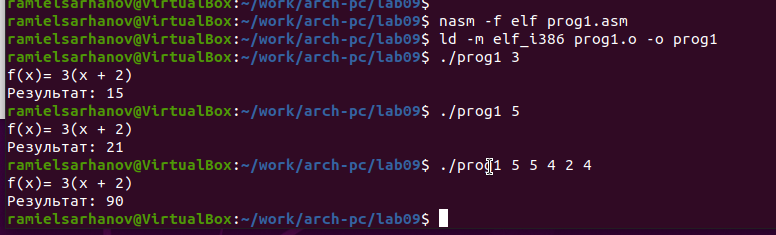 ramielsarhanov@VirtualBox:~/work/arch-pc/lab09$
ramielsarhanov@VirtualBox:~/work/arch-pc/lab09$ nasm -f elf prog1.asm
ramielsarhanov@VirtualBox:~/work/arch-pc/lab09$ ld -m elf_i386 prog1.o -o prog1
ramielsarhanov@VirtualBox:~/work/arch-pc/lab09$ ./prog1 3
f(x)= 3(x + 2)
Результат: 15
ramielsarhanov@VirtualBox:~/work/arch-pc/lab09$ ./prog1 5
f(x)= 3(x + 2)
Результат: 21
ramielsarhanov@VirtualBox:~/work/arch-pc/lab09$ ./prog1 5 5 4 2 4
f(x)= 3(x + 2)
Результат: 90
ramielsarhanov@VirtualBox:~/work/arch-pc/lab09$